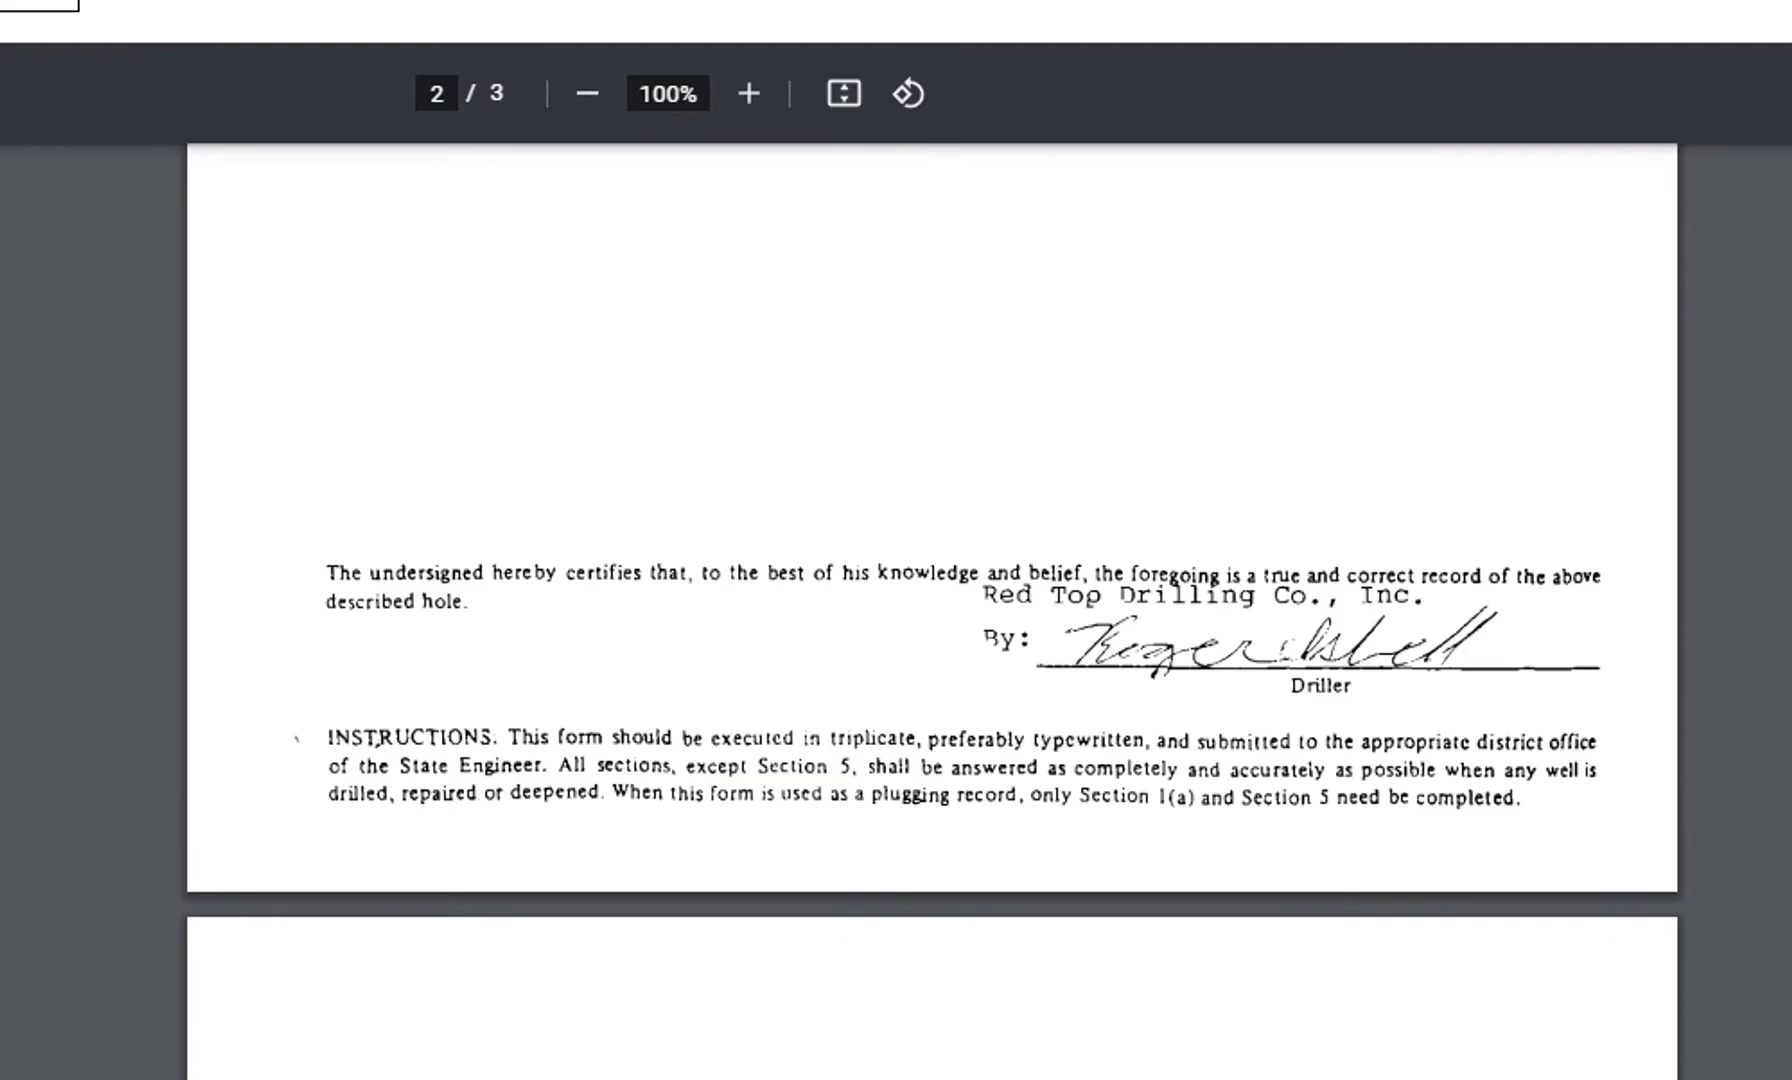 2 / 3 100%
The undersigned hereby certifies that, to the best of his knowledge and belief, the foregoing is a true and correct record of the above
described hole.
Red Top Drilling Co., Inc.
By: Roger Isbell
Driller
INSTRUCTIONS. This form should be executed in triplicate, preferably typewritten, and submitted to the appropriate district office
of the State Engineer. All sections, except Section 5, shall be answered as completely and accurately as possible when any well is
drilled, repaired or deepened. When this form is used as a plugging record, only Section 1(a) and Section 5 need be completed.